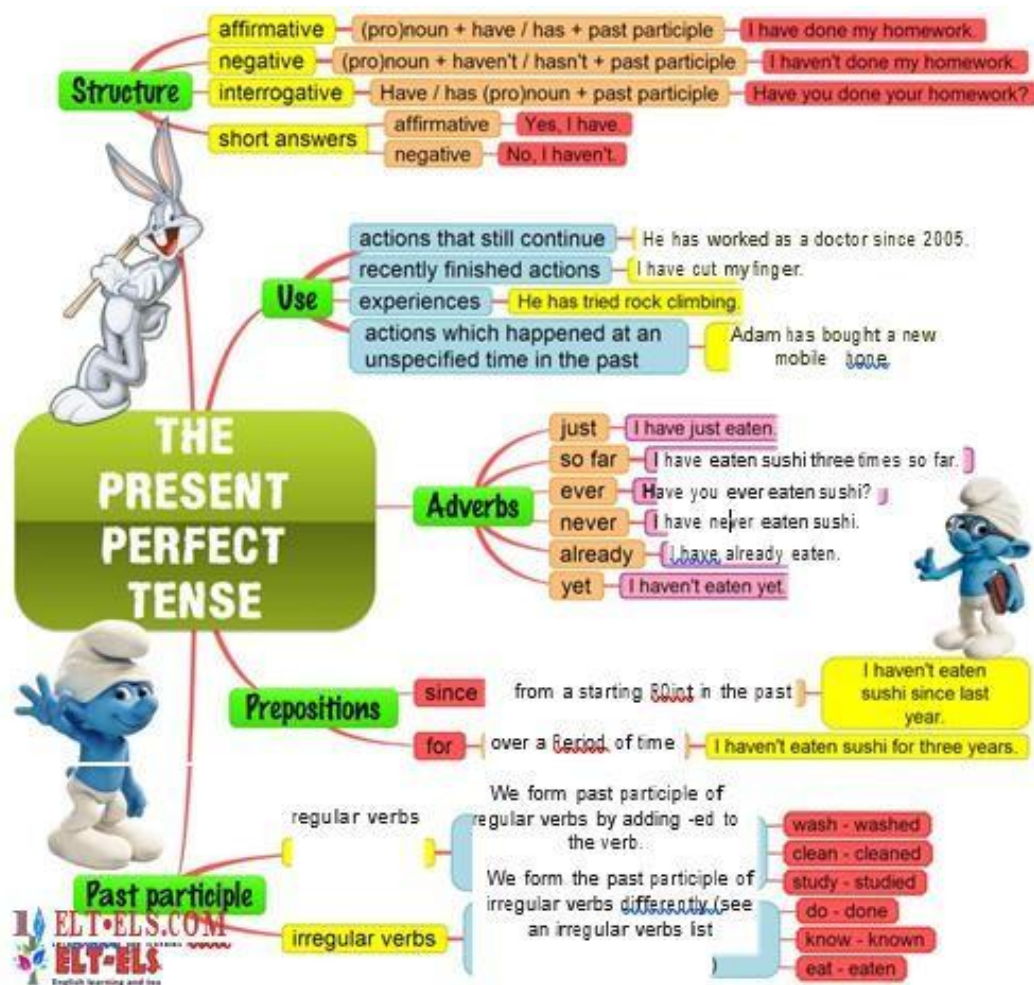 Structure
affirmative
(pro)noun + have / has + past participle
I have done my homework.
negative
(pro)noun + haven't / hasn't + past participle
I haven't done my homework.
interrogative
Have / has (pro)noun + past participle
Have you done your homework?
short answers
affirmative
Yes, I have.
negative
No, I haven't.
Use
actions that still continue
He has worked as a doctor since 2005.
recently finished actions
I have cut my finger.
experiences
He has tried rock climbing.
actions which happened at an
unspecified time in the past
Adam has bought a new
mobile hone
THE
PRESENT
PERFECT
TENSE
Adverbs
just
I have just eaten.
so far
I have eaten sushi three times so far.
ever
Have you ever eaten sushi?
never
I have never eaten sushi.
already
I have already eaten.
yet
I haven't eaten yet.
Prepositions
since
from a starting P0int in the past
I haven't eaten
sushi since last
year.
for
over a Period of time
I haven't eaten sushi for three years.
Past participle
regular verbs
We form past participle of
regular verbs by adding -ed to
the verb.
wash - washed
clean - cleaned
study - studied
irregular verbs
We form the past participle of
irregular verbs differently (see
an irregular verbs list
)
do - done
know - known
eat - eaten
ELT•ELS.COM
ELT•ELS
English learning and